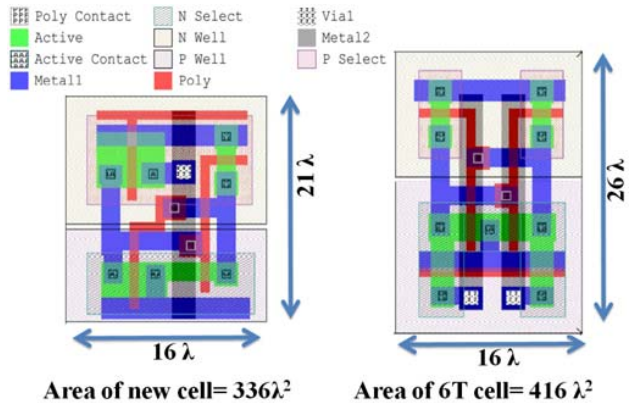 Poly Contact
N Select
Via1
Active
N Well
Metal2
Active Contact
P Well
P Select
Metal1
Poly
21 λ
26 λ
16 λ
16 λ
Area of new cell= 336λ²
Area of 6T cell= 416 λ²